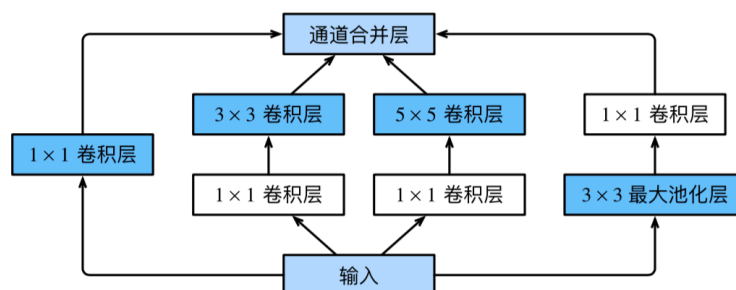 通道合并层
3 × 3 卷积层
5 × 5 卷积层
1 × 1 卷积层
1 × 1 卷积层
1 × 1 卷积层
1 × 1 卷积层
3 × 3 最大池化层
输入